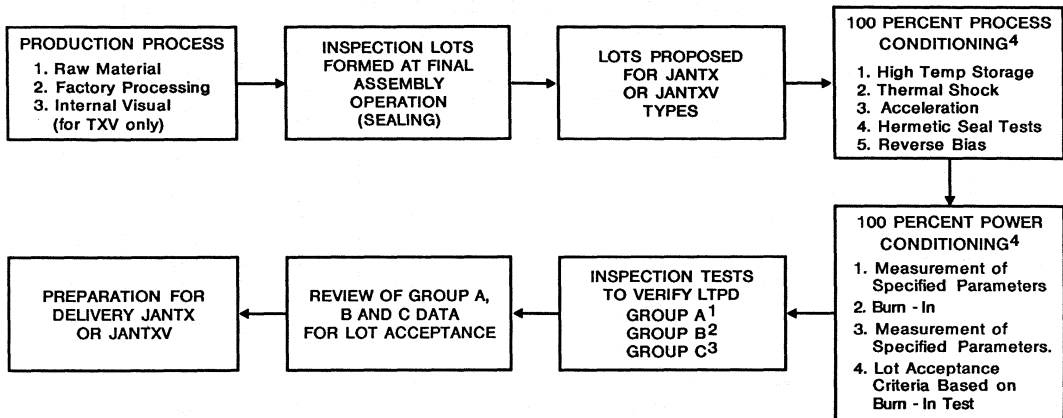 PRODUCTION PROCESS
1. Raw Material
2. Factory Processing
3. Internal Visual
(for TXV only)
INSPECTION LOTS
FORMED AT FINAL
ASSEMBLY
OPERATION
(SEALING)
LOTS PROPOSED
FOR JANTX
OR JANTXV
TYPES
100 PERCENT PROCESS
CONDITIONING4
1. High Temp Storage
2. Thermal Shock
3. Acceleration
4. Hermetic Seal Tests
5. Reverse Bias
100 PERCENT POWER
CONDITIONING4
1. Measurement of
Specified Parameters
2. Burn - In
3. Measurement of
Specified Parameters.
4. Lot Acceptance
Criteria Based on
Burn - In Test
INSPECTION TESTS
TO VERIFY LTPD
GROUP A1
GROUP B2
GROUP C3
REVIEW OF GROUP A,
B AND C DATA
FOR LOT ACCEPTANCE
PREPARATION FOR
DELIVERY JANTX
OR JANTXV